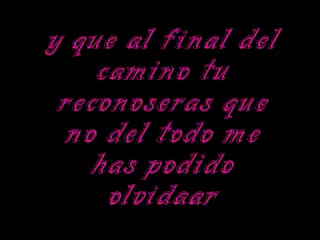 y que al final del
camino tu
reconoseras que
no del todo me
has podido
olvidaar